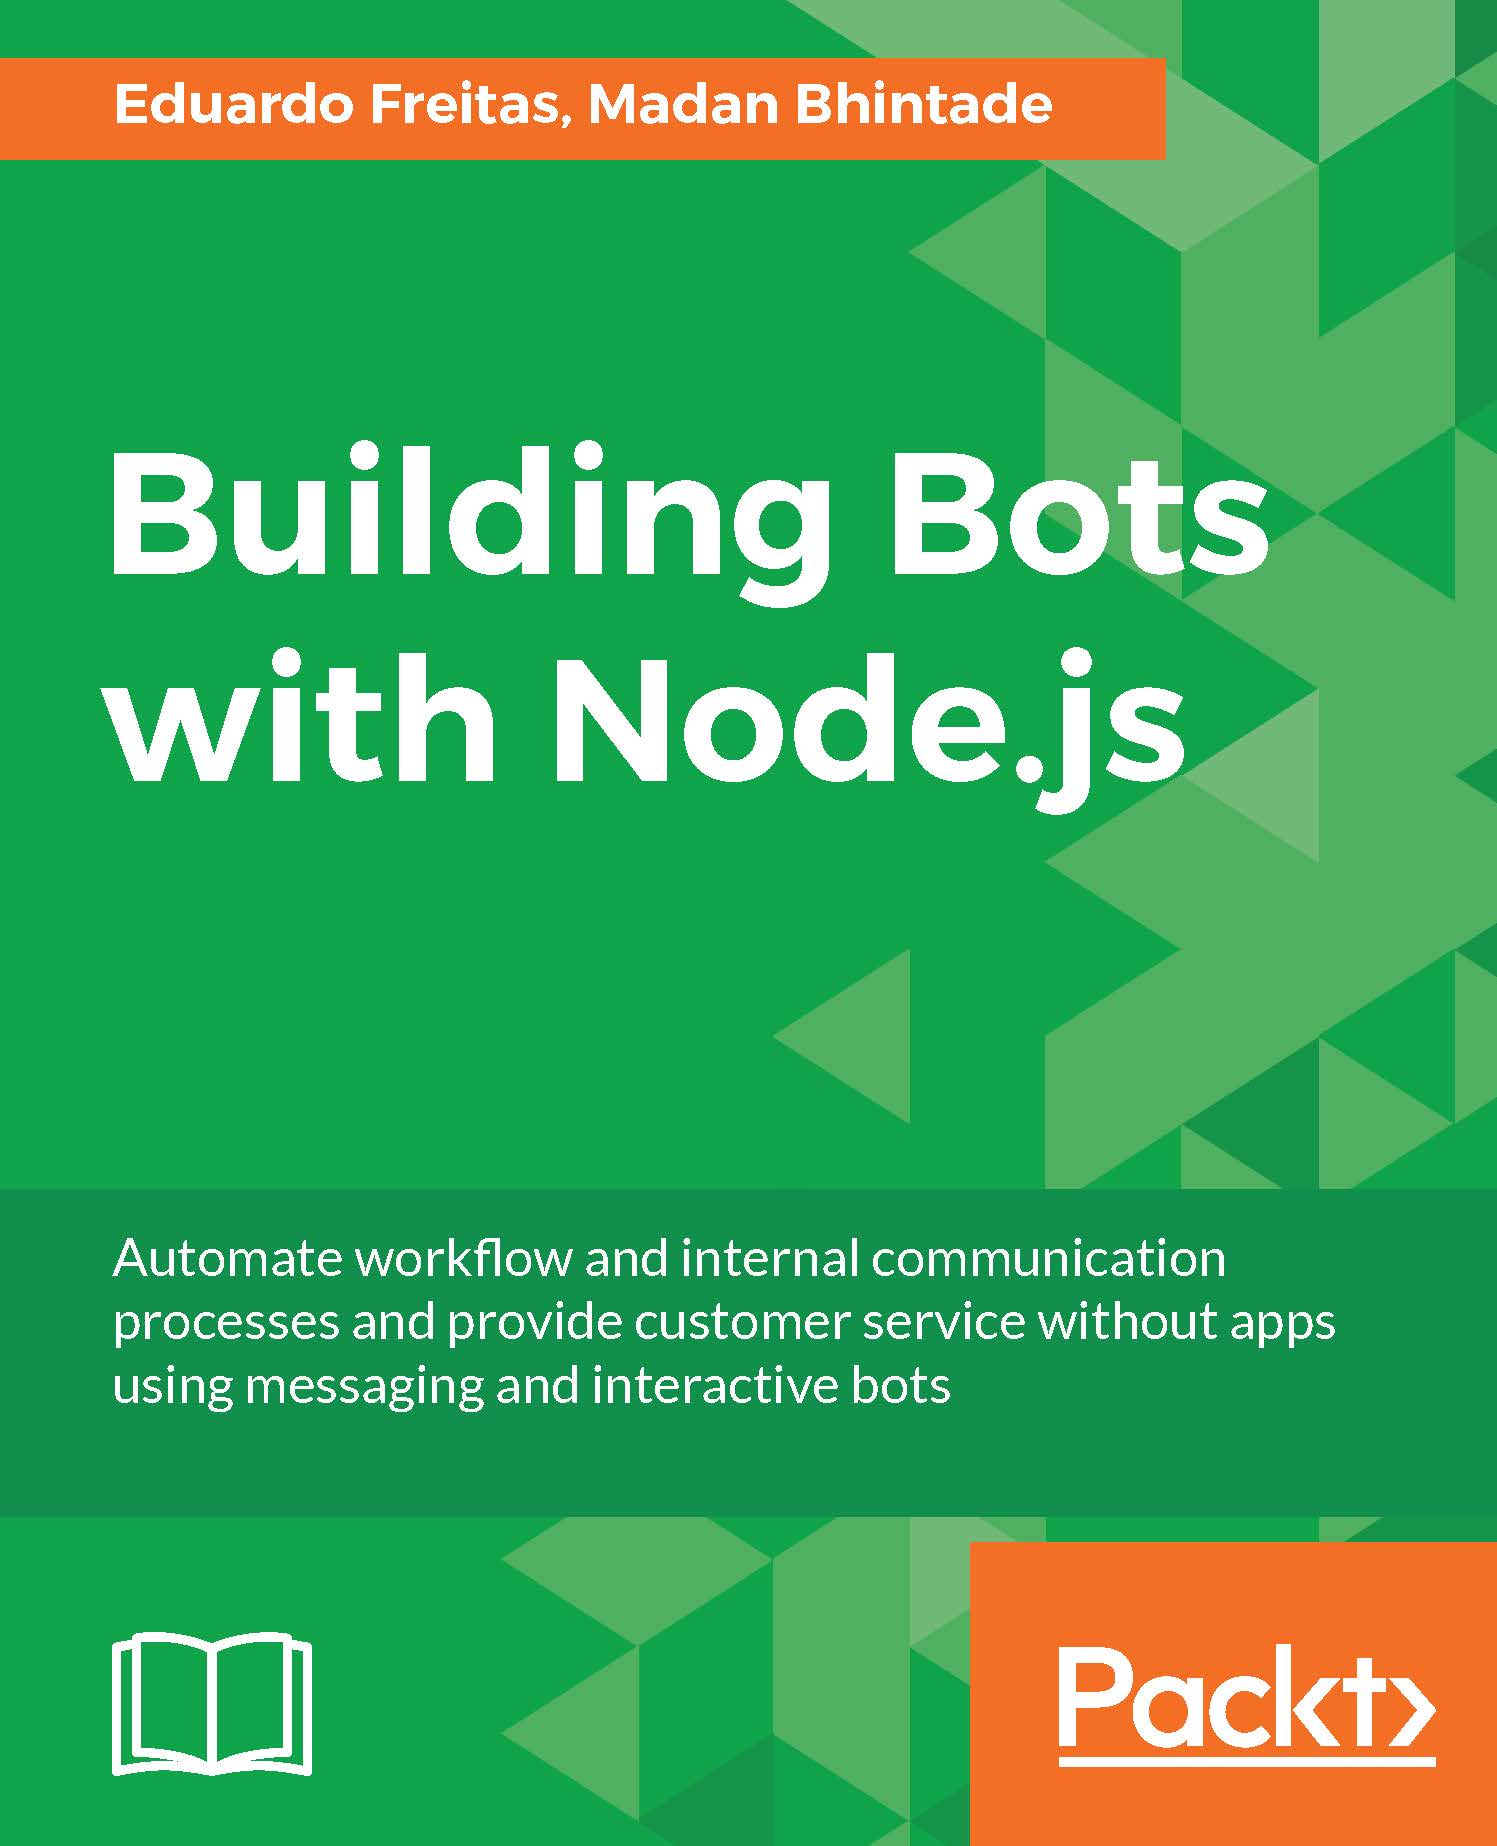 Eduardo Freitas, Madan Bhintade
Building Bots
with Node.js
Automate workflow and internal communication
processes and provide customer service without apps
using messaging and interactive bots
Packt